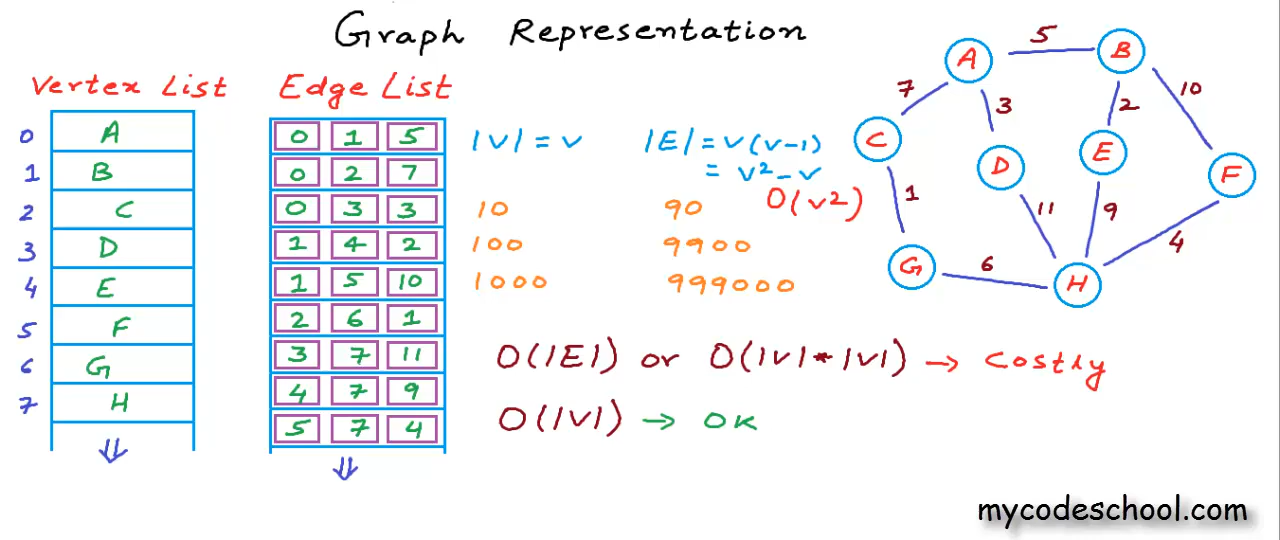 Graph Representation
Vertex List
0 A
1 B
2 C
3 D
4 E
5 F
6 G
7 H
Edge List
0 1 5
0 2 7
0 3 3
1 4 2
1 5 10
2 6 1
3 7 11
4 7 9
5 7 4
|V| = v |E| = v(v-1)
= v² - v
O(v²)
10 90
100 9900
1000 999000
O(|E|) or O(|V| * |V|) → costly
O(|V|) → OK
5
A
B
7
3
2
10
C
D
E
F
1
11
9
4
G
6
H
mycodeschool.com